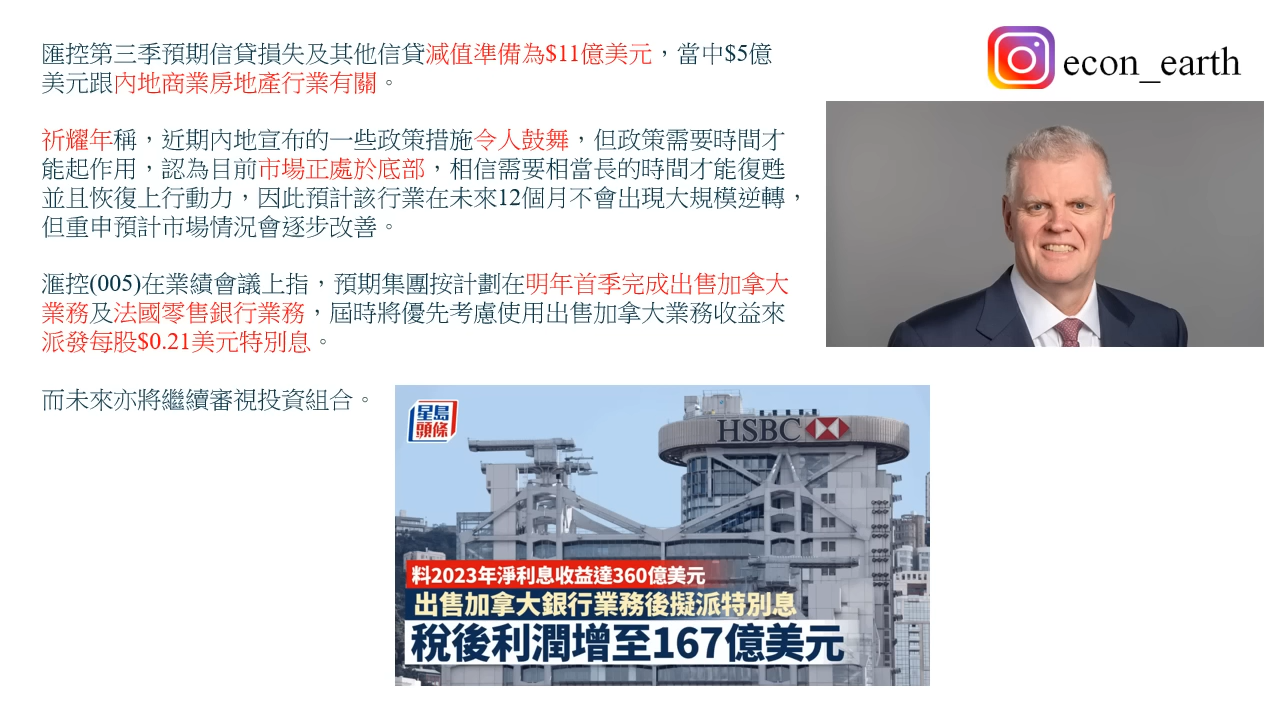 匯控第三季預期信貸損失及其他信貸減值準備為$11億美元，當中$5億
美元跟內地商業房地產行業有關。
祈耀年稱，近期內地宣布的一些政策措施令人鼓舞，但政策需要時間才
能起作用，認為目前市場正處於底部，相信需要相當長的時間才能復甦
並且恢復上行動力，因此預計該行業在未來12個月不會出現大規模逆轉，
但重申預計市場情況會逐步改善。
滙控(005)在業績會議上指，預期集團按計劃在明年首季完成出售加拿大
業務及法國零售銀行業務，屆時將優先考慮使用出售加拿大業務收益來
派發每股$0.21美元特別息。
而未來亦將繼續審視投資組合。
econ_earth
星島
頭條
HSBC
料2023年淨利息收益達360億美元
出售加拿大銀行業務後擬派特別息
稅後利潤增至167億美元